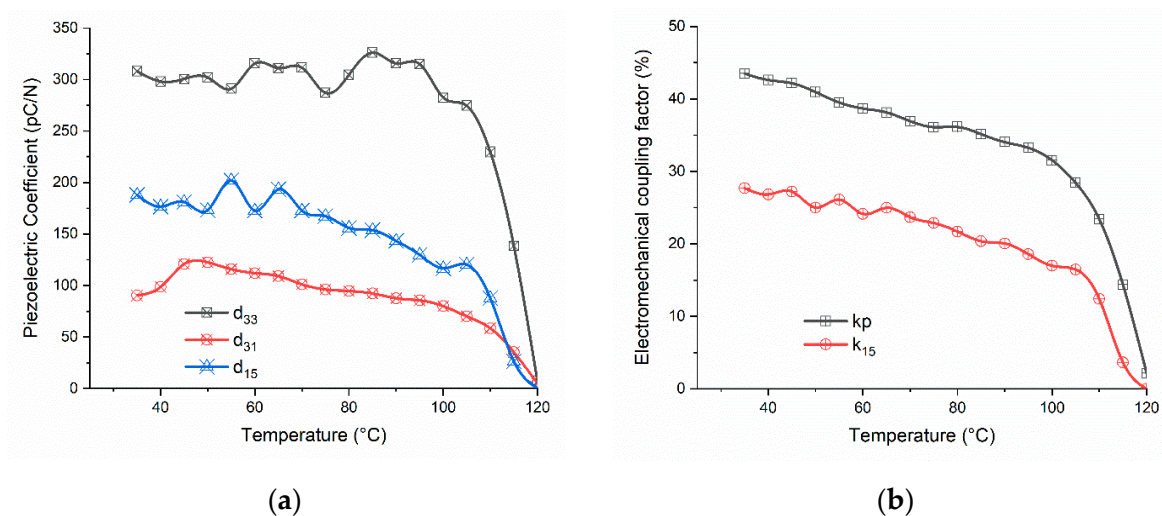 350
300
250
200
150
100
50
0
Piezoelectric Coefficient (pC/N)
d₃₃
d₃₁
d₁₅
40 60 80 100 120
Temperature (°C)
(a)
50
40
30
20
10
0
Electromechanical coupling factor (%)
kp
k₁₅
40 60 80 100 120
Temperature (°C)
(b)